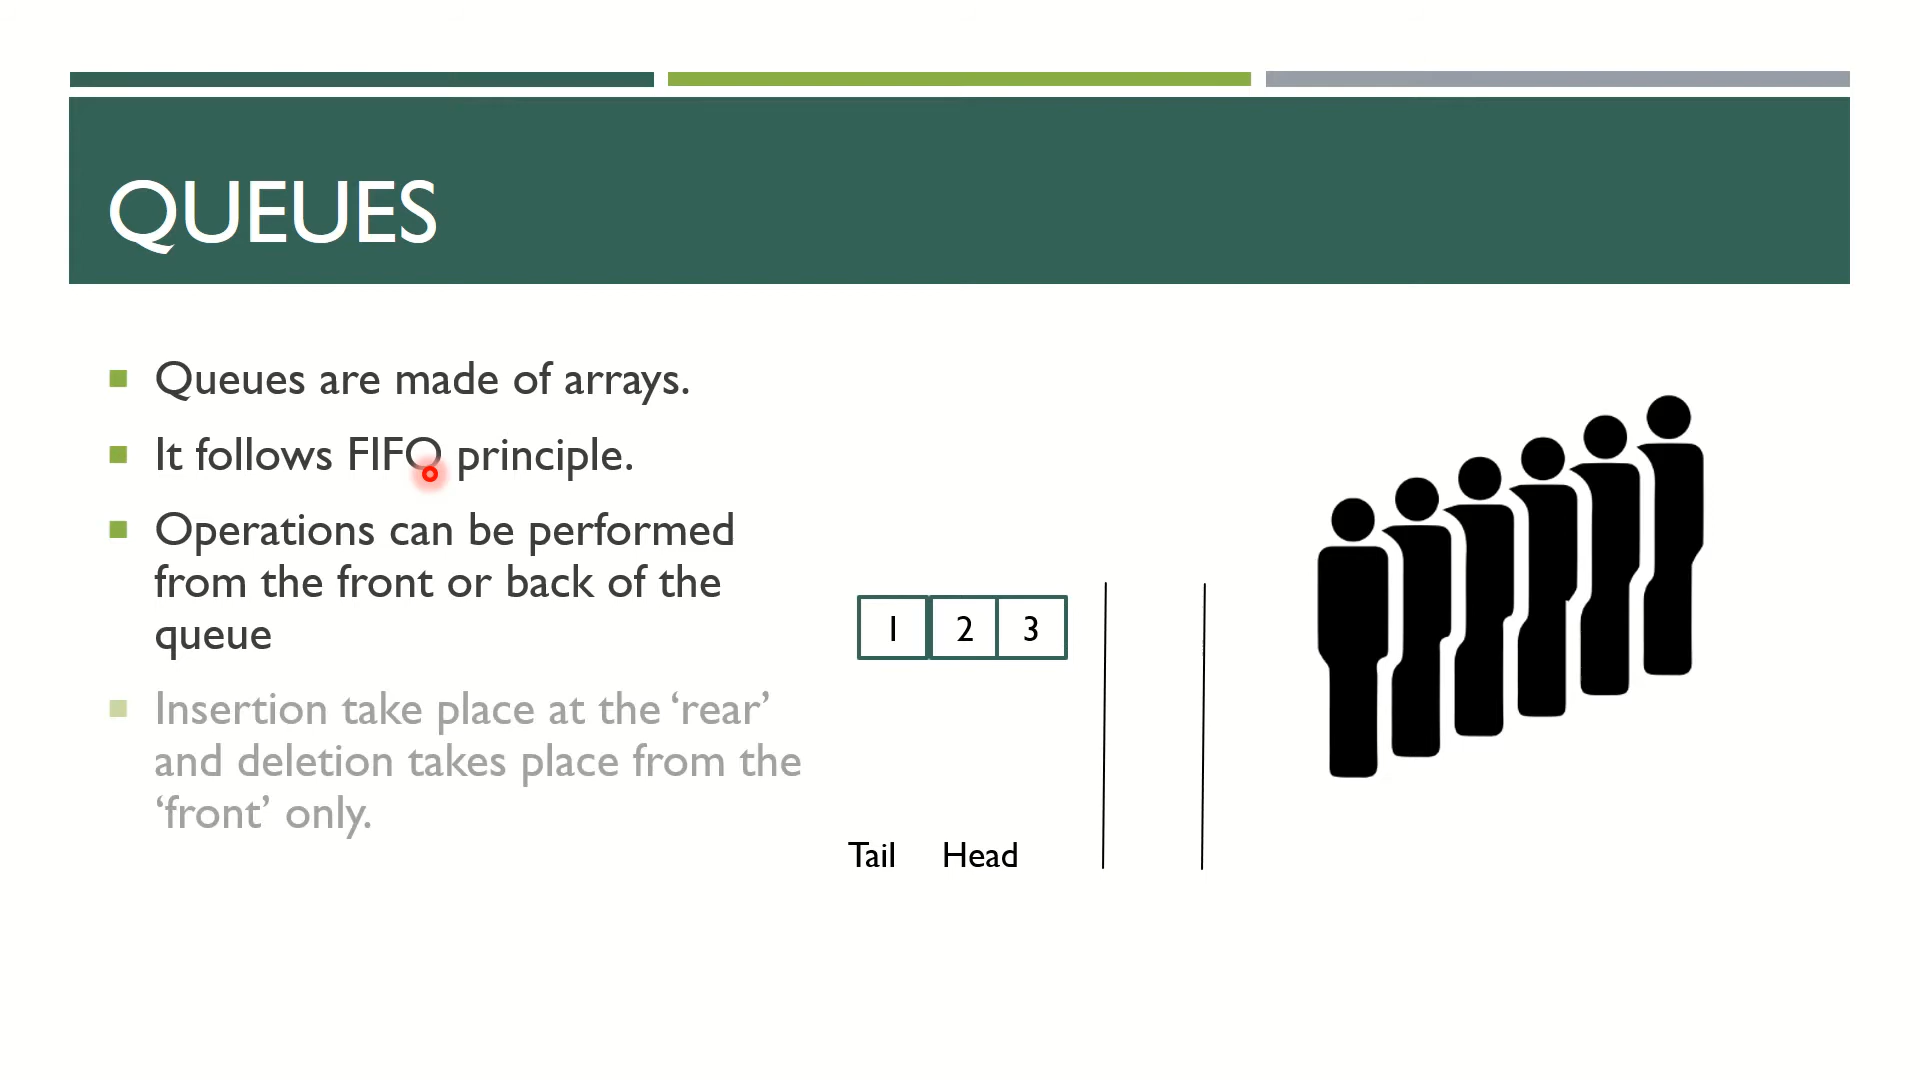 QUEUES
Queues are made of arrays.
It follows FIFO principle.
Operations can be performed
from the front or back of the
queue
Insertion take place at the ‘rear’
and deletion takes place from the
‘front’ only.
1 2 3
Tail Head